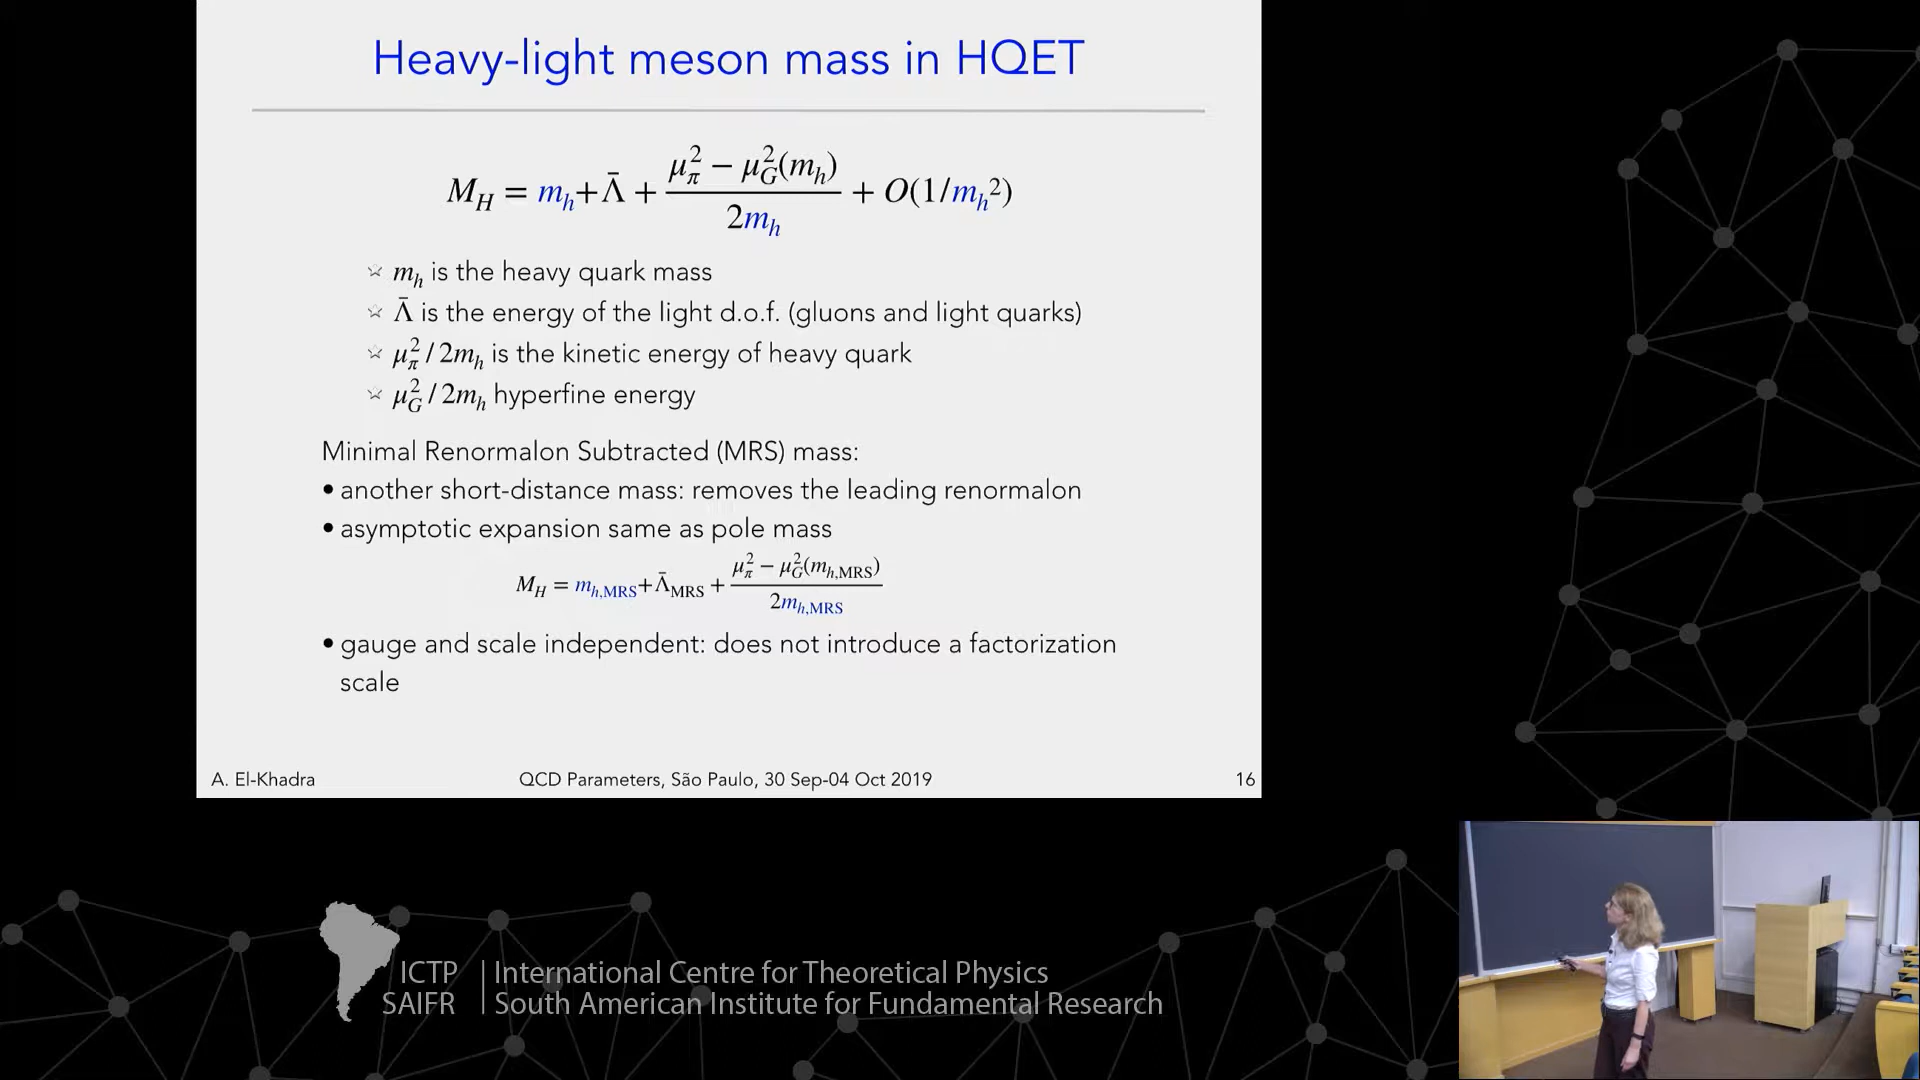 Heavy-light meson mass in HQET
M_H = m_h + Λ̄ + (μ_π² − μ_G²(m_h)) / 2m_h + O(1/m_h²)
☆ m_h is the heavy quark mass
☆ Λ̄ is the energy of the light d.o.f. (gluons and light quarks)
☆ μ_π² / 2m_h is the kinetic energy of heavy quark
☆ μ_G² / 2m_h hyperfine energy
Minimal Renormalon Subtracted (MRS) mass:
• another short-distance mass: removes the leading renormalon
• asymptotic expansion same as pole mass
M_H = m_h,MRS + Λ̄_MRS + (μ_π² − μ_G²(m_h,MRS)) / 2m_h,MRS
• gauge and scale independent: does not introduce a factorization
scale
A. El-Khadra QCD Parameters, São Paulo, 30 Sep-04 Oct 2019 16
ICTP | International Centre for Theoretical Physics
SAIFR | South American Institute for Fundamental Research